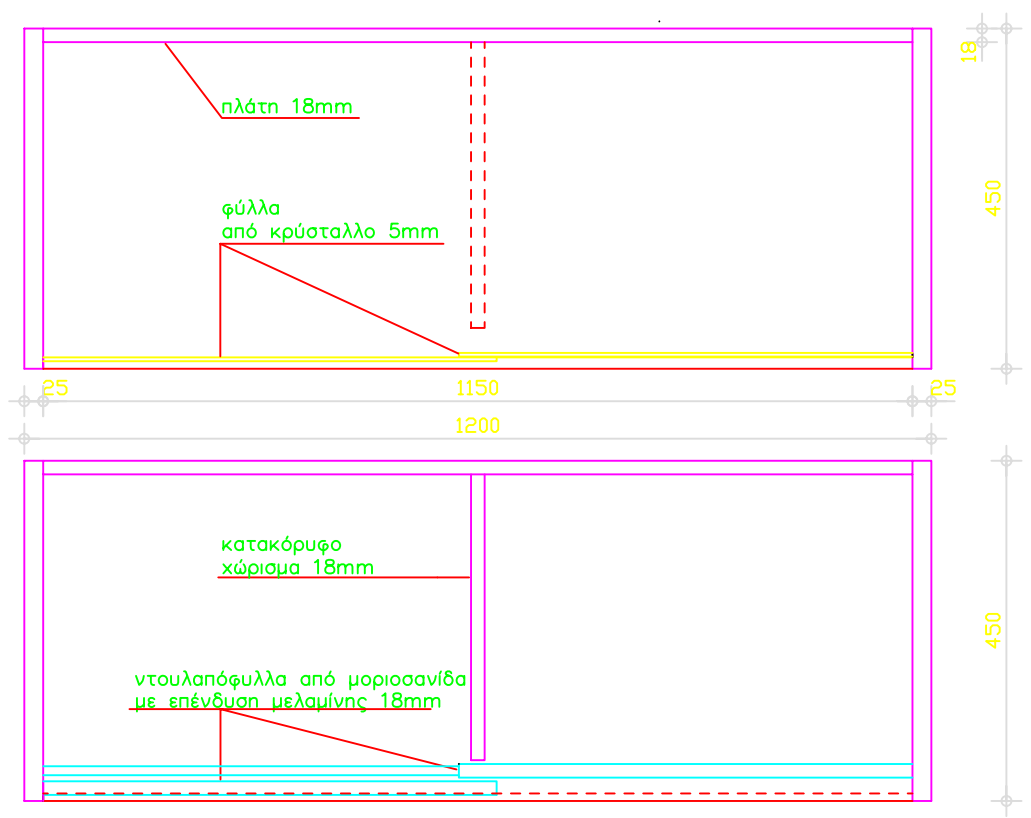 18
πλάτη 18mm
450
φύλλα
από κρύσταλλο 5mm
25
1150
25
1200
κατακόρυφο
χώρισμα 18mm
450
ντουλαπόφυλλα από μοριοσανίδα
με επένδυση μελαμίνης 18mm